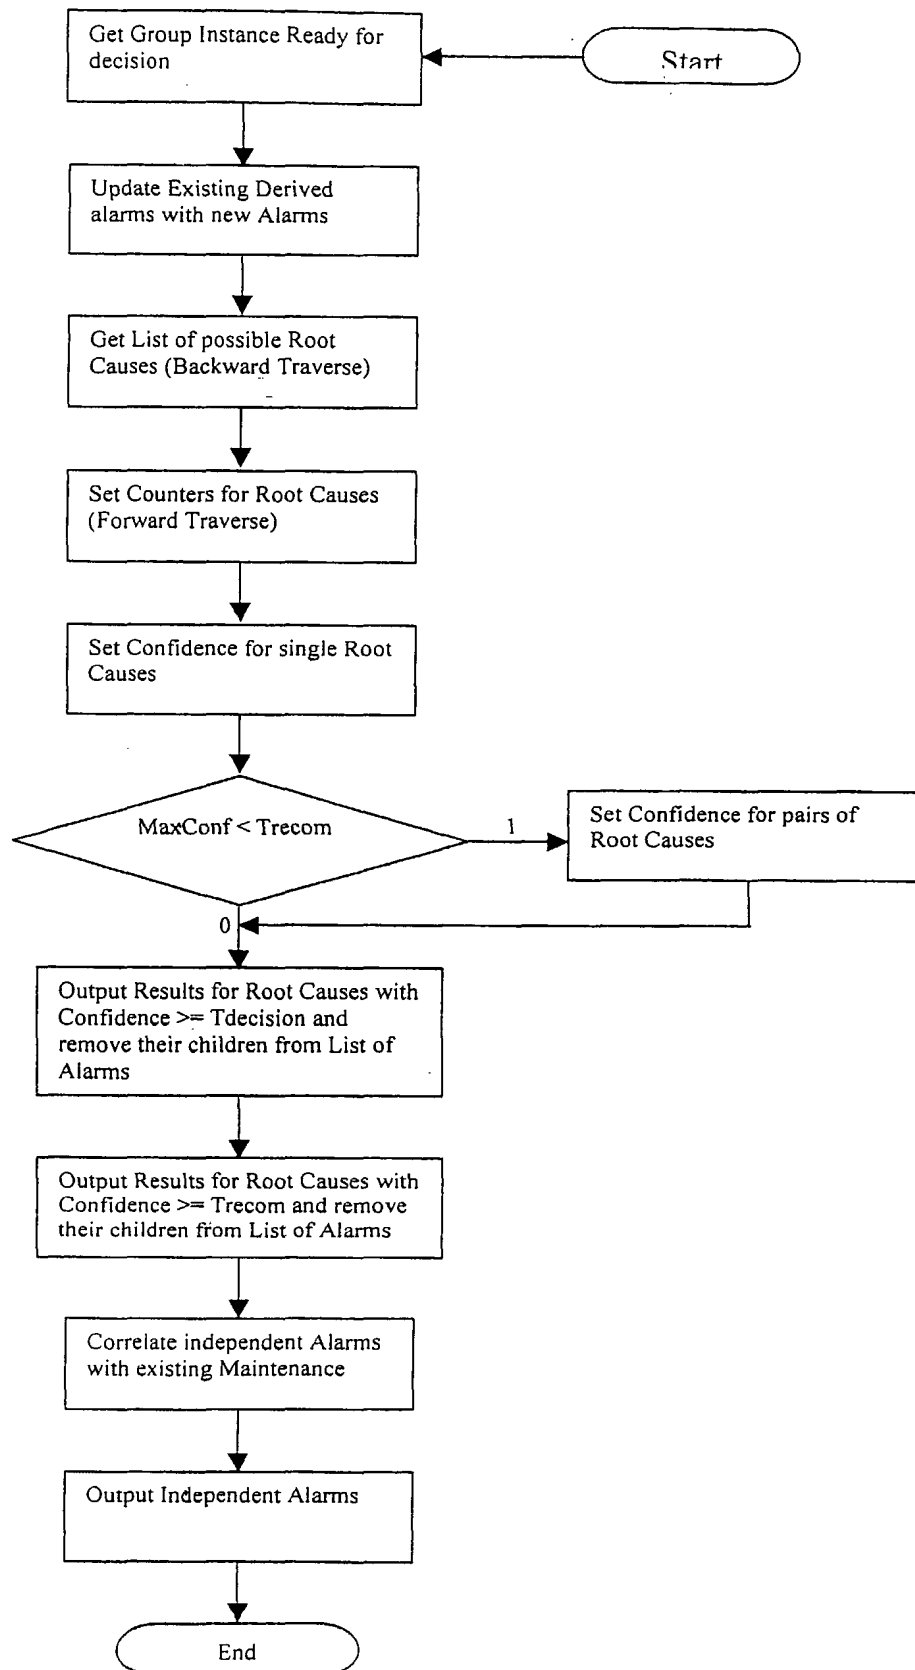 Get Group Instance Ready for
decision
Start
Update Existing Derived
alarms with new Alarms
Get List of possible Root
Causes (Backward Traverse)
Set Counters for Root Causes
(Forward Traverse)
Set Confidence for single Root
Causes
MaxConf < Trecom
1
Set Confidence for pairs of
Root Causes
0
Output Results for Root Causes with
Confidence >= Tdecision and
remove their children from List of
Alarms
Output Results for Root Causes with
Confidence >= Trecom and remove
their children from List of Alarms
Correlate independent Alarms
with existing Maintenance
Output Independent Alarms
End